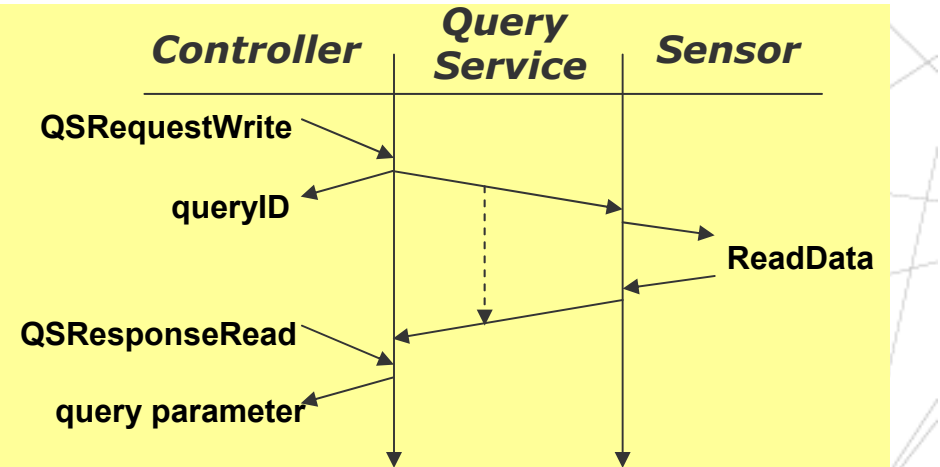 Controller
Query
Service
Sensor
QSRequestWrite
queryID
ReadData
QSResponseRead
query parameter